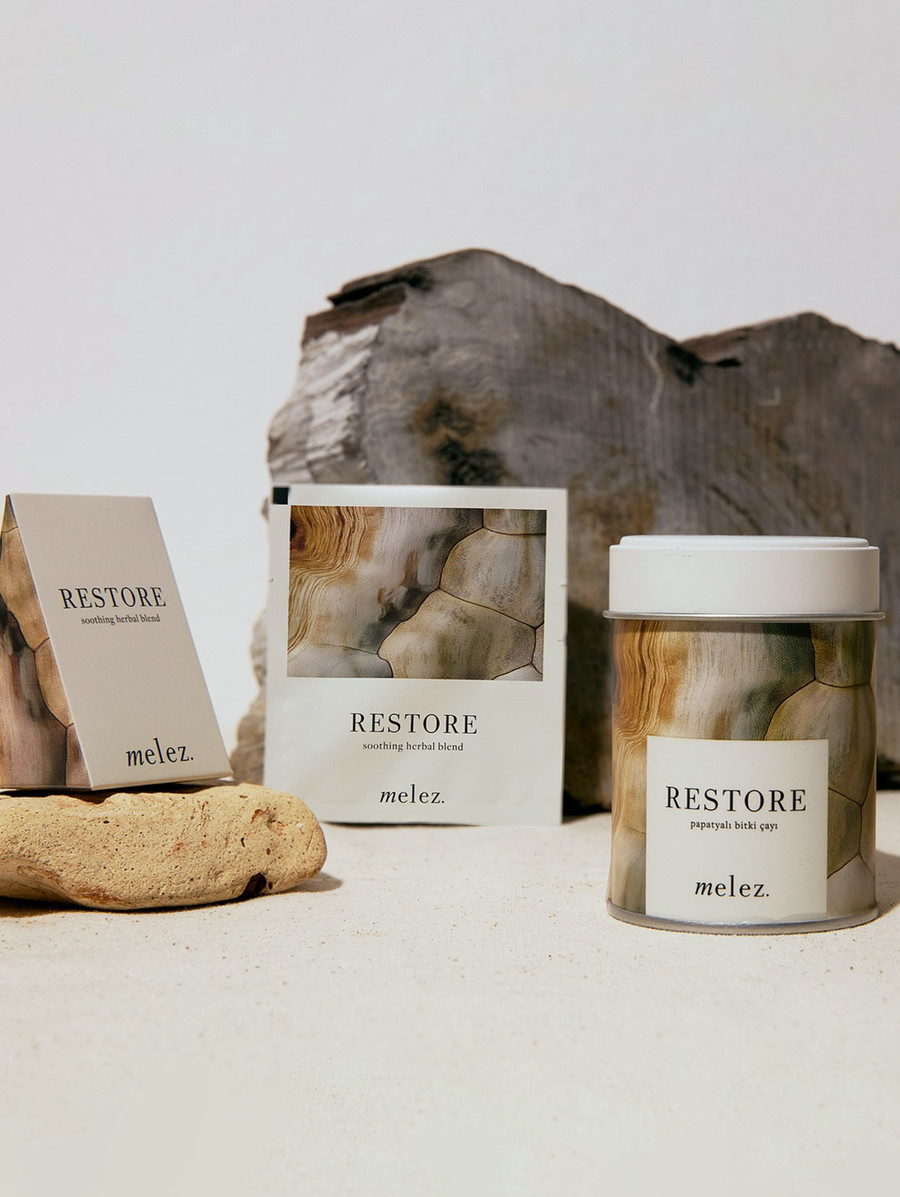 RESTORE
soothing herbal blend
melez.
RESTORE
soothing herbal blend
melez.
RESTORE
papatyalı bitki çayı
melez.